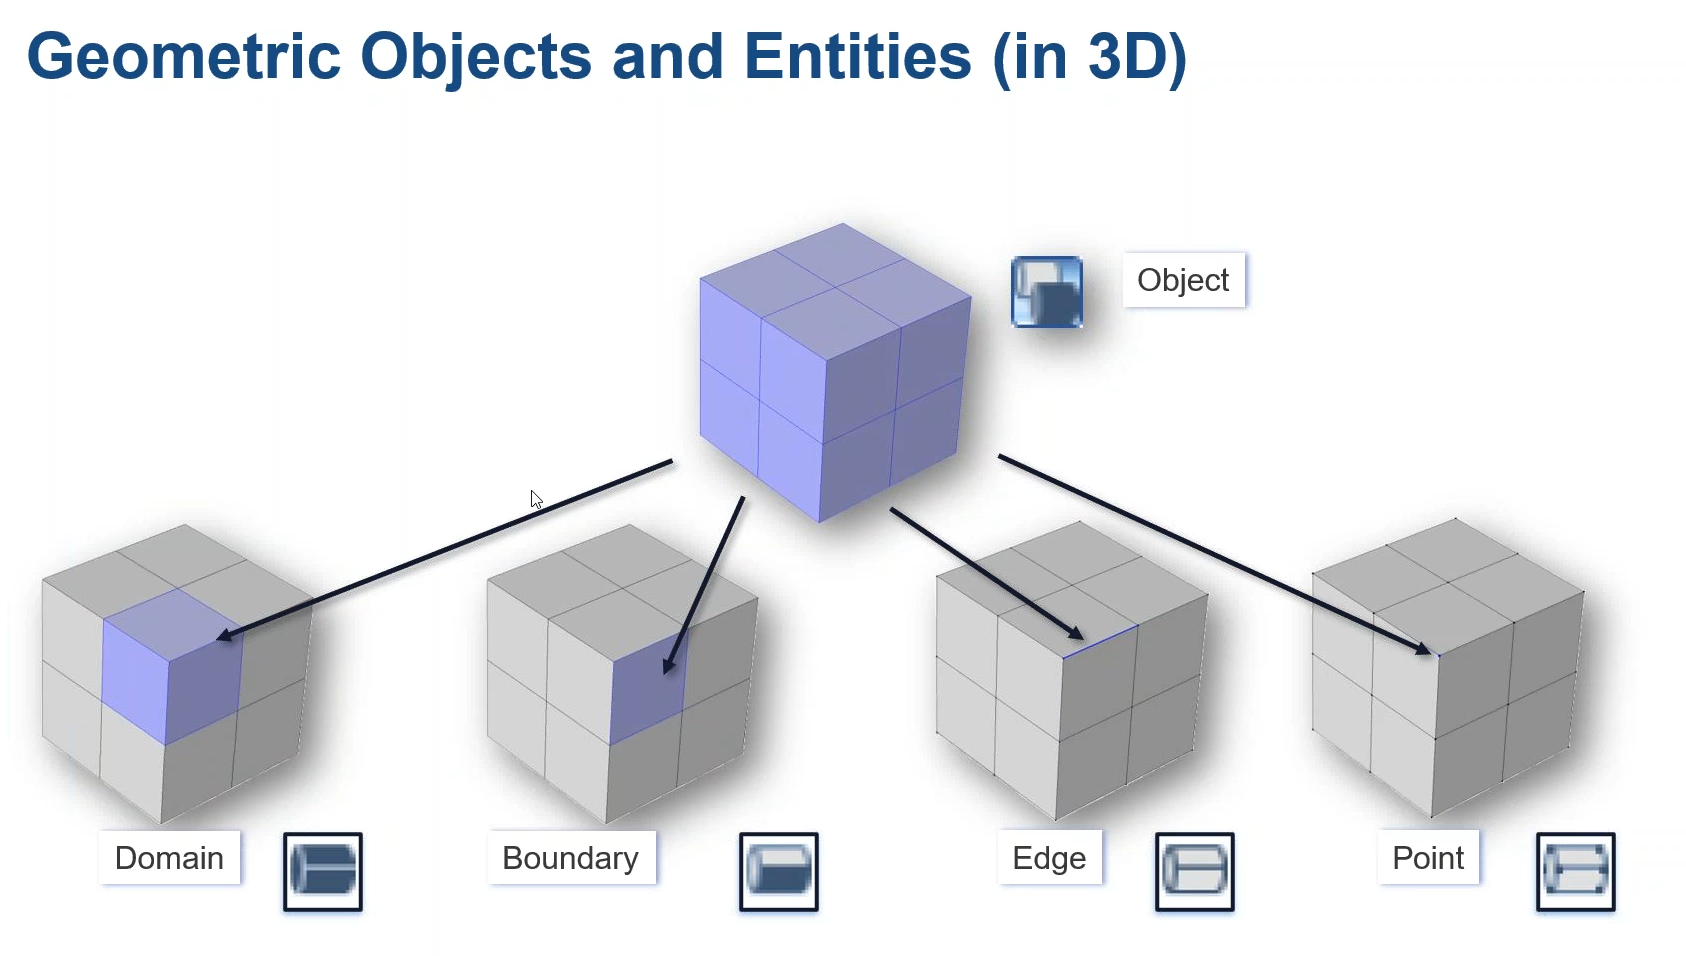 Geometric Objects and Entities (in 3D)
Object
Domain
Boundary
Edge
Point